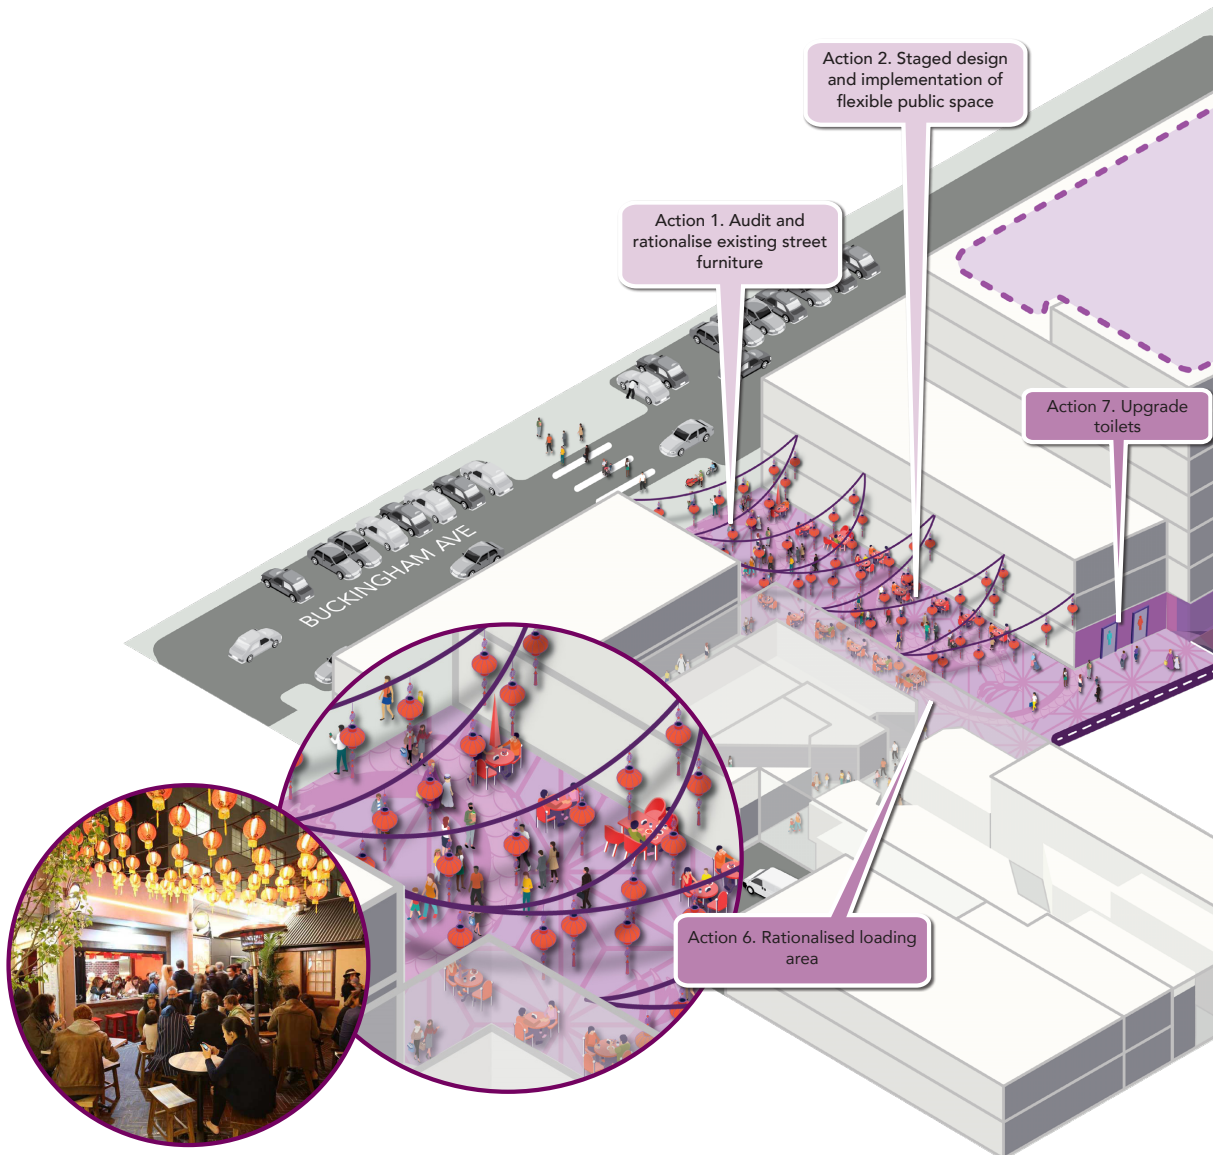 Action 2. Staged design
and implementation of
flexible public space
Action 1. Audit and
rationalise existing street
furniture
Action 7. Upgrade
toilets
BUCKINGHAM AVE
Action 6. Rationalised loading
area